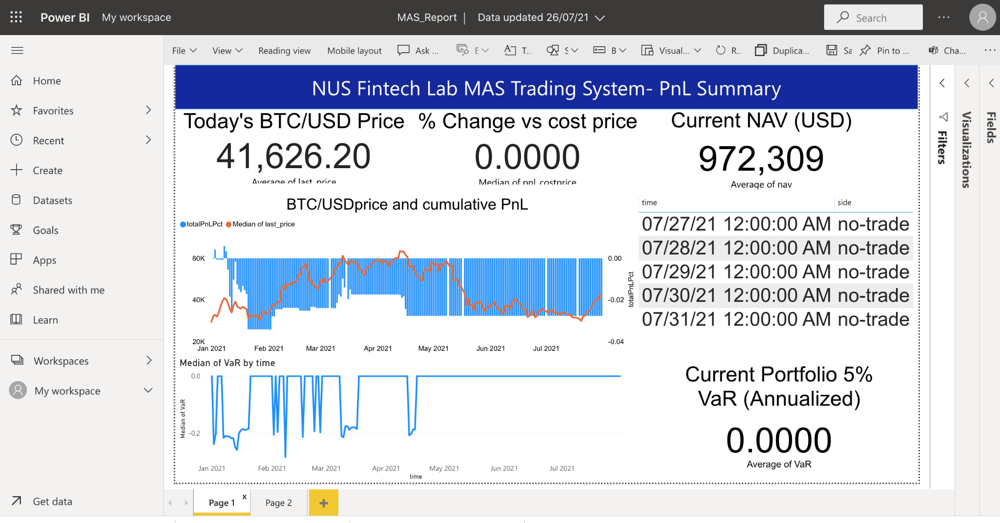 Power BI My workspace MAS_Report | Data updated 26/07/21 Search ...
File View Reading view Mobile layout Ask ... E T... S B Visual... R.. Duplica... Sa Pin to ... Cha... ...
Home
Favorites
Recent
Create
Datasets
Goals
Apps
Shared with me
Learn
Workspaces
My workspace
Get data
NUS Fintech Lab MAS Trading System- PnL Summary
Today's BTC/USD Price
41,626.20
Average of last_price
% Change vs cost price
0.0000
Median of pnl_costprice
Current NAV (USD)
972,309
Average of nav
BTC/USDprice and cumulative PnL
totalPnLPct Median of last_price
60K
40K
20K
0.00
-0.02
-0.04
totalPnLPct
Jan 2021 Feb 2021 Mar 2021 Apr 2021 May 2021 Jun 2021 Jul 2021
time side
07/27/21 12:00:00 AM no-trade
07/28/21 12:00:00 AM no-trade
07/29/21 12:00:00 AM no-trade
07/30/21 12:00:00 AM no-trade
07/31/21 12:00:00 AM no-trade
Median of VaR by time
0.0
-0.2
Median of VaR
Jan 2021 Feb 2021 Mar 2021 Apr 2021 May 2021 Jun 2021 Jul 2021
time
Current Portfolio 5%
VaR (Annualized)
0.0000
Average of VaR
Filters
Visualizations
Fields
Page 1 x Page 2 +